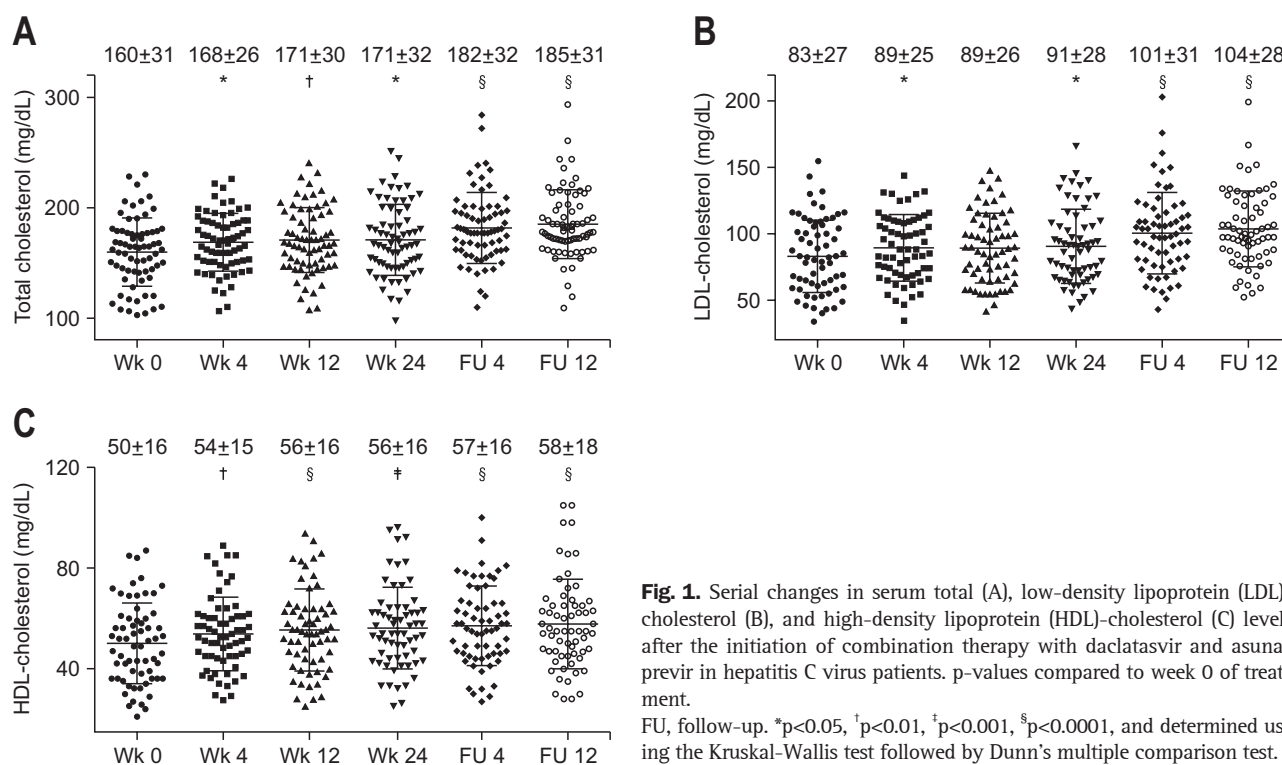 A
160±31 168±26 171±30 171±32 182±32 185±31
* † * § §
Total cholesterol (mg/dL)
300
200
100
Wk 0 Wk 4 Wk 12 Wk 24 FU 4 FU 12
B
83±27 89±25 89±26 91±28 101±31 104±28
* * § §
LDL-cholesterol (mg/dL)
200
150
100
50
Wk 0 Wk 4 Wk 12 Wk 24 FU 4 FU 12
C
50±16 54±15 56±16 56±16 57±16 58±18
† § ‡ § §
HDL-cholesterol (mg/dL)
120
80
40
Wk 0 Wk 4 Wk 12 Wk 24 FU 4 FU 12
Fig. 1. Serial changes in serum total (A), low-density lipoprotein (LDL)
cholesterol (B), and high-density lipoprotein (HDL)-cholesterol (C) level
after the initiation of combination therapy with daclatasvir and asuna
previr in hepatitis C virus patients. p-values compared to week 0 of treat
ment.
FU, follow-up. *p<0.05, †p<0.01, ‡p<0.001, §p<0.0001, and determined us
ing the Kruskal-Wallis test followed by Dunn's multiple comparison test.